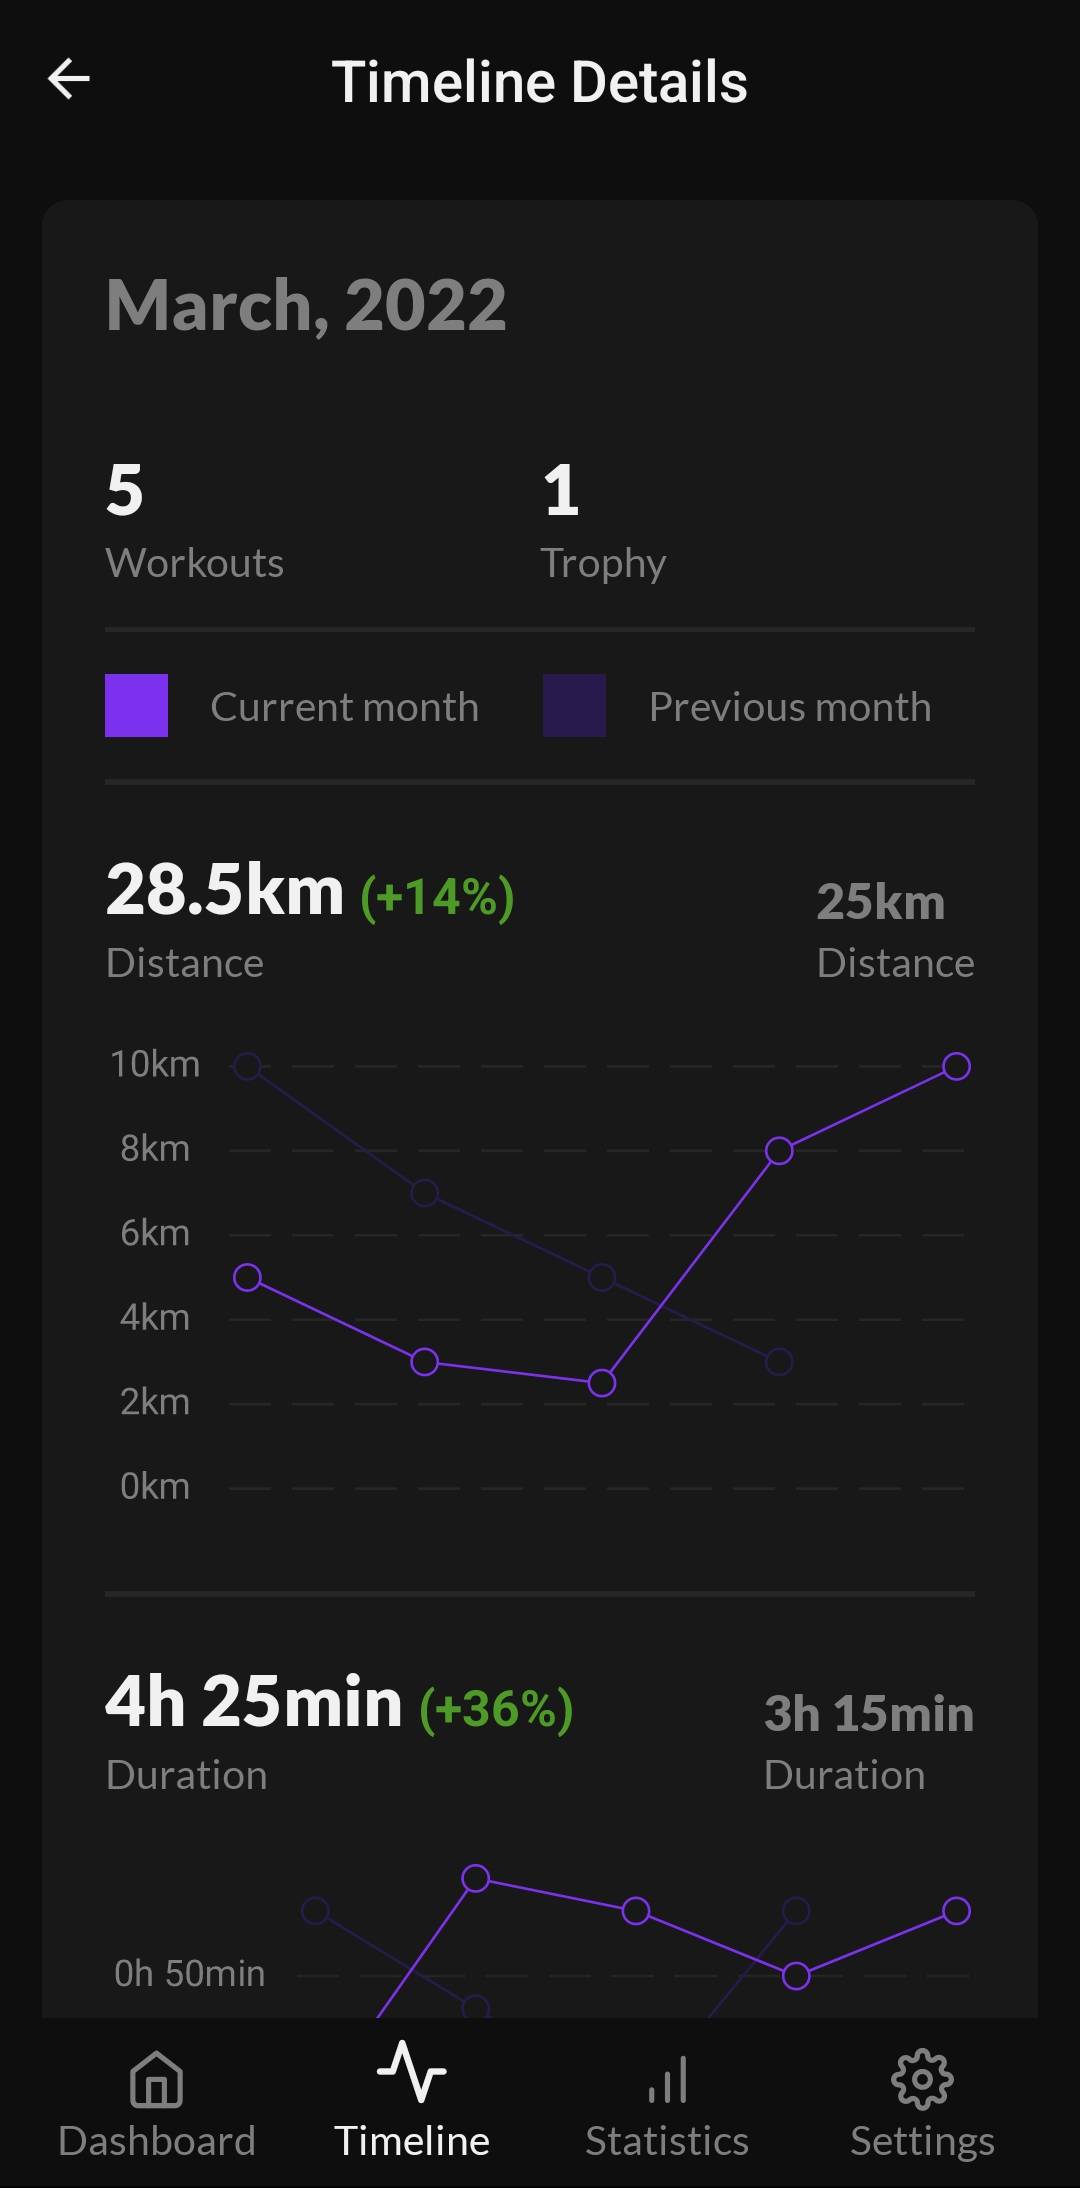 Timeline Details
March, 2022
5 1
Workouts Trophy
Current month Previous month
28.5km (+14%) 25km
Distance Distance
10km
8km
6km
4km
2km
0km
4h 25min (+36%) 3h 15min
Duration Duration
0h 50min
Dashboard Timeline Statistics Settings